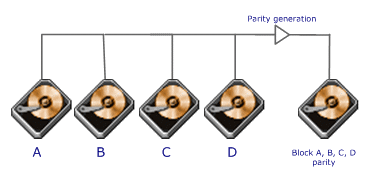 Parity generation
A B C D
Block A, B, C, D
parity